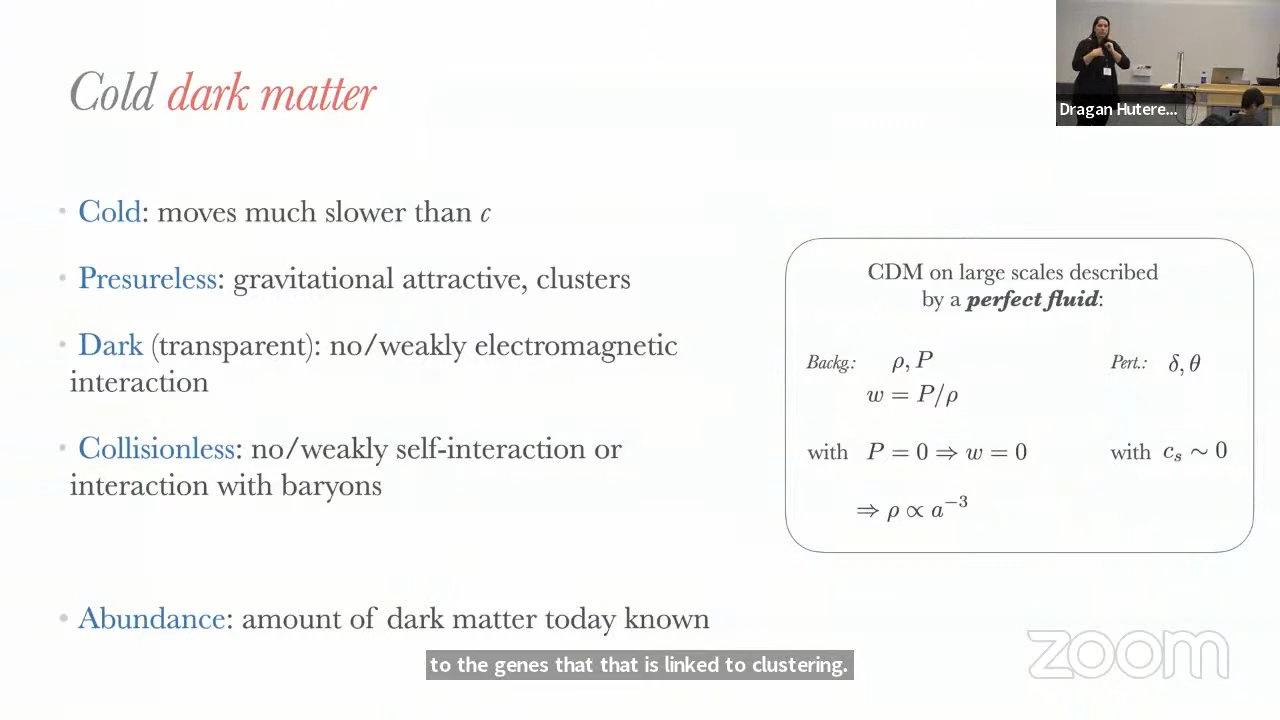 Cold dark matter
Dragan Hutere...
• Cold: moves much slower than c
• Presureless: gravitational attractive, clusters
• Dark (transparent): no/weakly electromagnetic
interaction
• Collisionless: no/weakly self-interaction or
interaction with baryons
• Abundance: amount of dark matter today known
CDM on large scales described
by a perfect fluid:
Backg.: ρ, P
w = P/ρ
with P = 0 ⇒ w = 0
⇒ ρ ∝ a⁻³
Pert.: δ, θ
with cₛ ∼ 0
to the genes that that is linked to clustering.
zoom